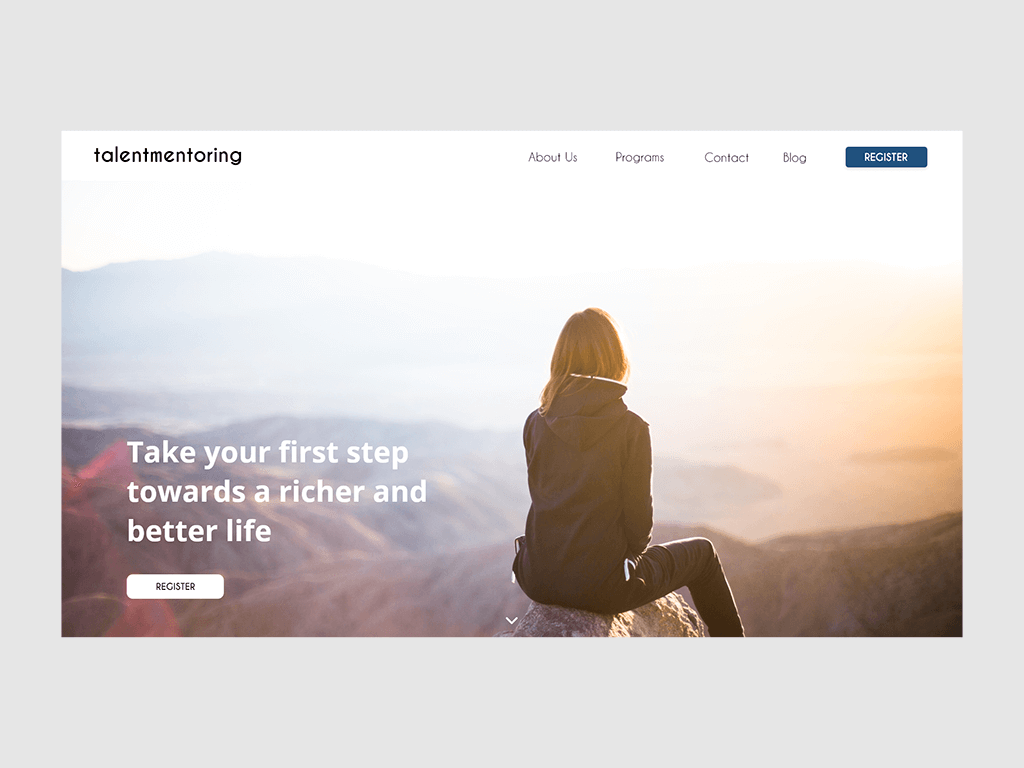 talentmentoring
About Us Programs Contact Blog REGISTER
Take your first step
towards a richer and
better life
REGISTER